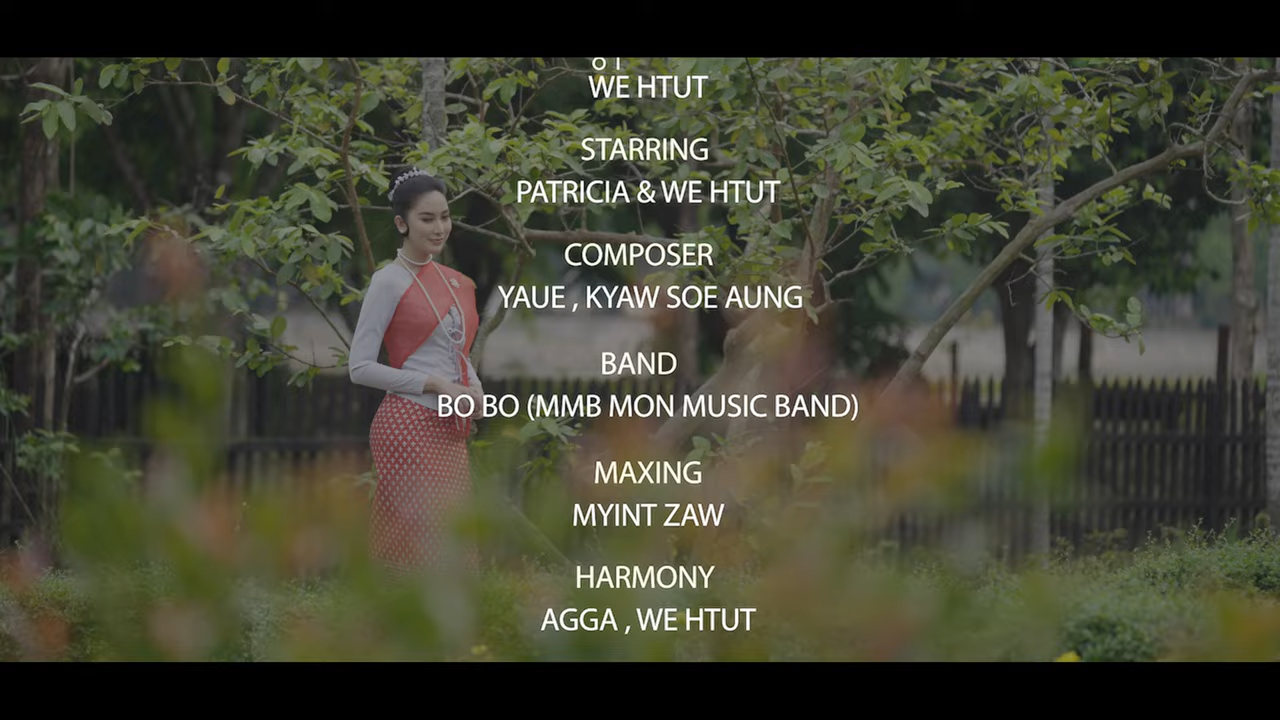 WE HTUT
STARRING
PATRICIA & WE HTUT
COMPOSER
YAUE , KYAW SOE AUNG
BAND
BO BO (MMB MON MUSIC BAND)
MAXING
MYINT ZAW
HARMONY
AGGA , WE HTUT